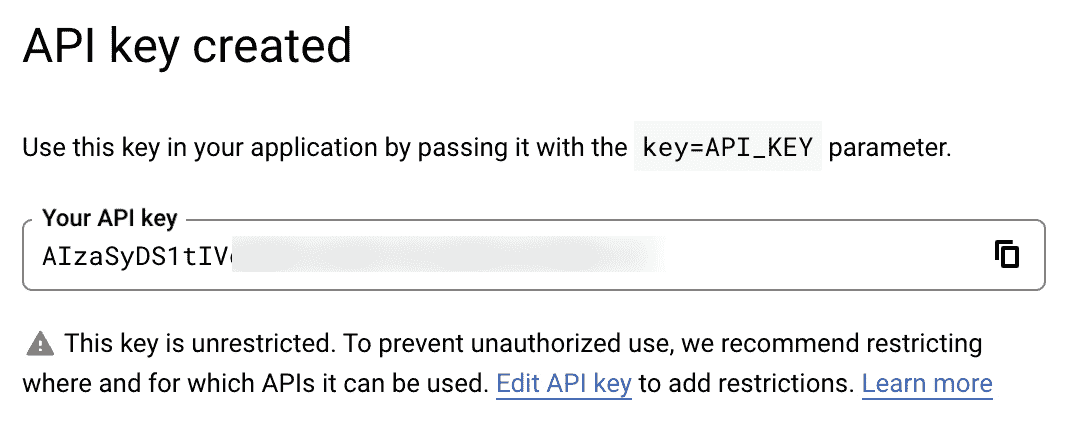 API key created
Use this key in your application by passing it with the key=API_KEY parameter.
Your API key
AIzaSyDS1tIV
This key is unrestricted. To prevent unauthorized use, we recommend restricting
where and for which APIs it can be used. Edit API key to add restrictions. Learn more